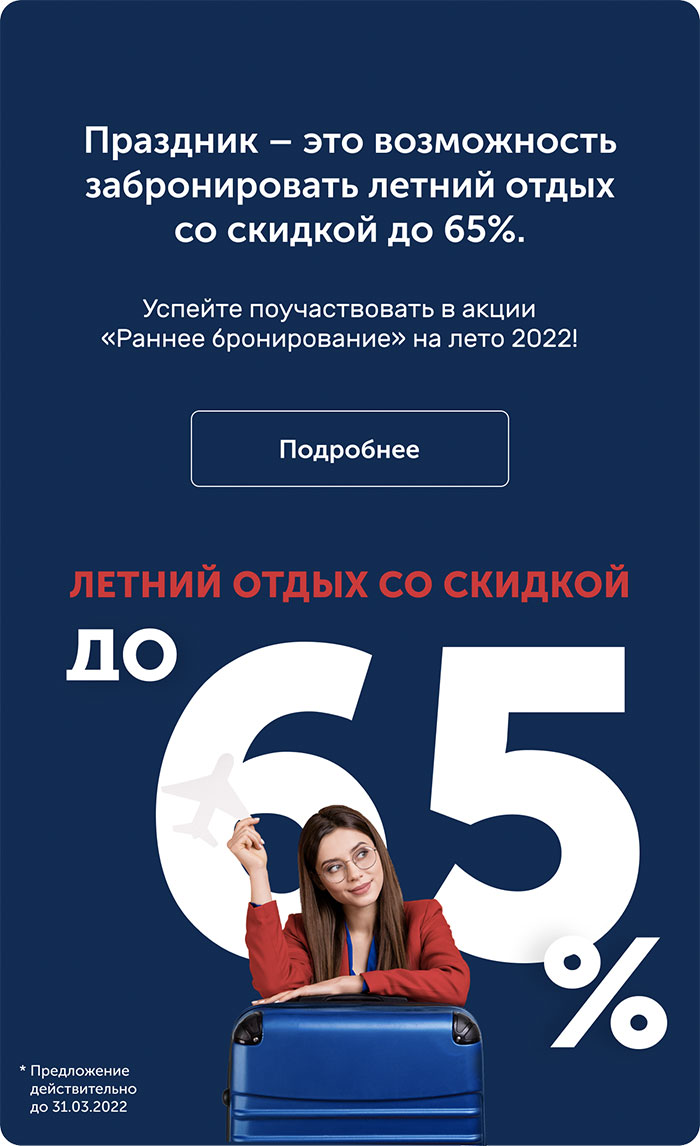 Праздник – это возможность
забронировать летний отдых
со скидкой до 65%.
Успейте поучаствовать в акции
«Раннее бронирование» на лето 2022!
Подробнее
ЛЕТНИЙ ОТДЫХ СО СКИДКОЙ
ДО
65
%
* Предложение
действительно
до 31.03.2022